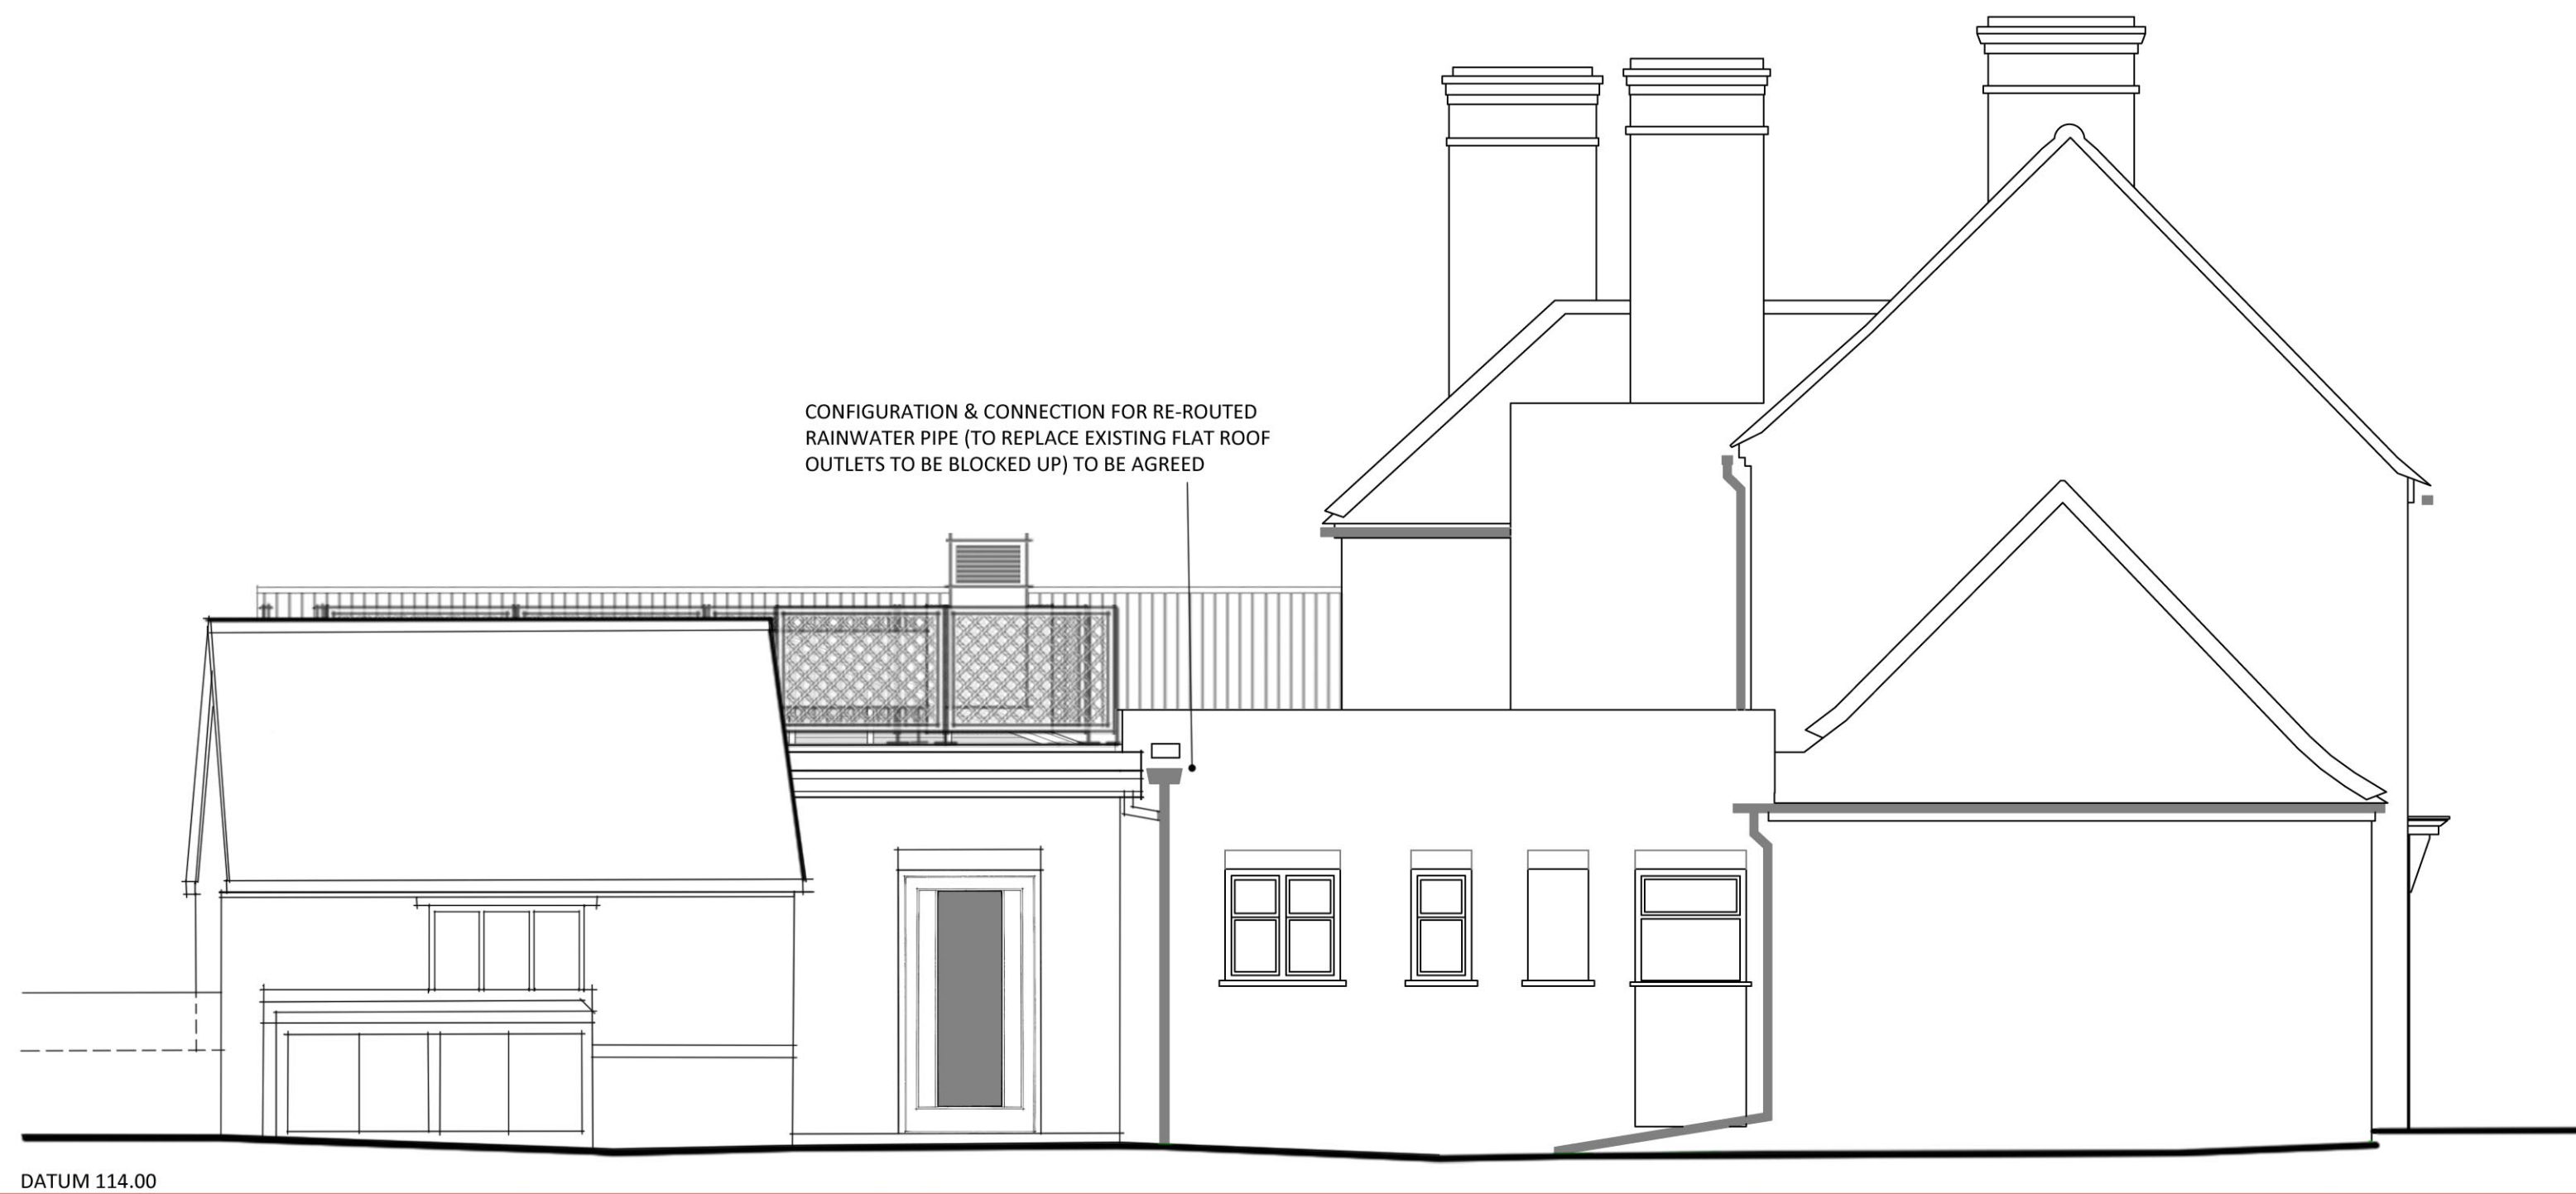 CONFIGURATION & CONNECTION FOR RE-ROUTED
RAINWATER PIPE (TO REPLACE EXISTING FLAT ROOF
OUTLETS TO BE BLOCKED UP) TO BE AGREED
DATUM 114.00